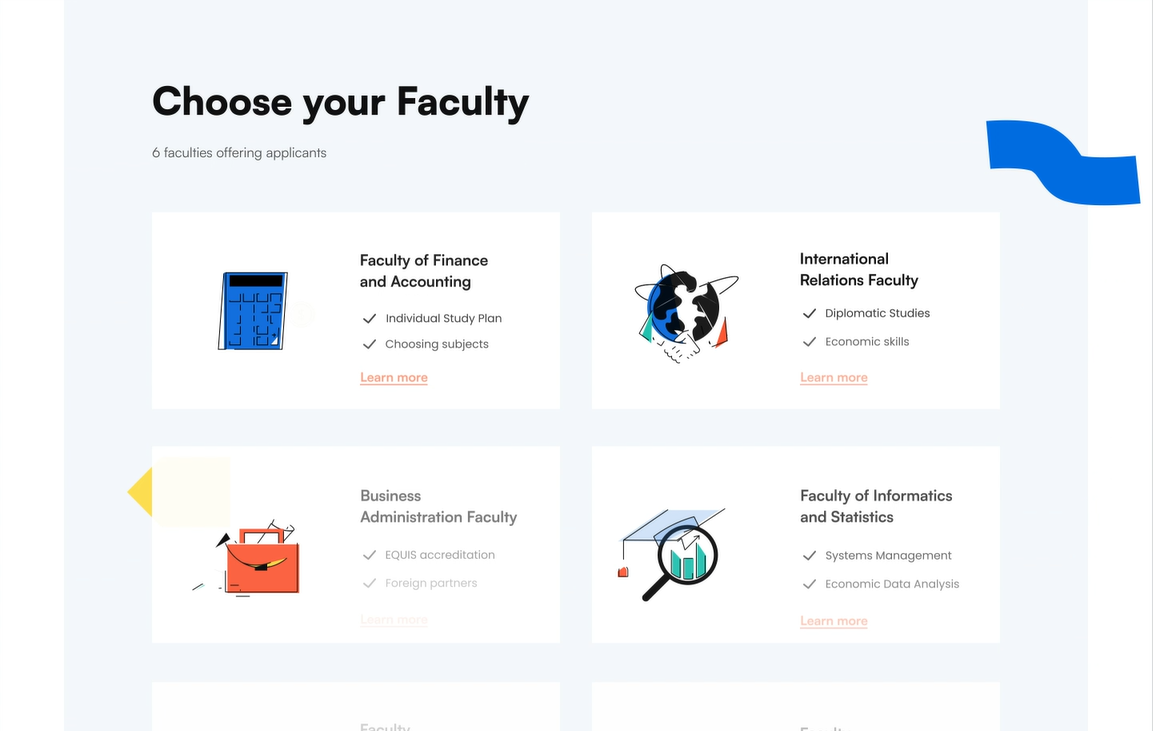 Choose your Faculty
6 faculties offering applicants
Faculty of Finance
and Accounting
Individual Study Plan
Choosing subjects
Learn more
International
Relations Faculty
Diplomatic Studies
Economic skills
Learn more
Business
Administration Faculty
EQUIS accreditation
Foreign partners
Learn more
Faculty of Informatics
and Statistics
Systems Management
Economic Data Analysis
Learn more
Faculty